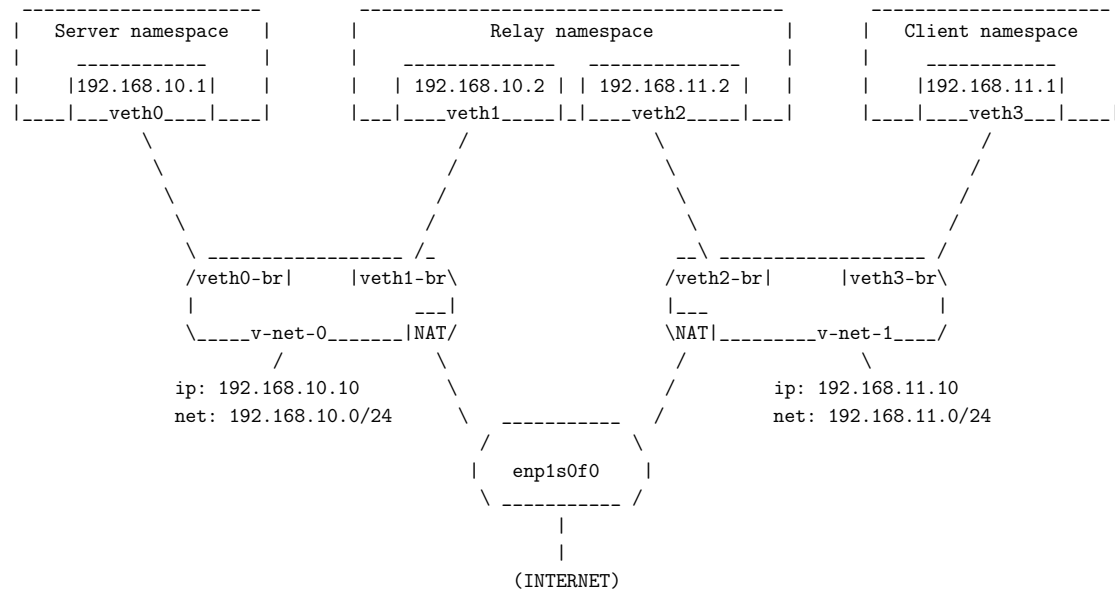 Server namespace Relay namespace Client namespace
192.168.10.1 192.168.10.2 192.168.11.2 192.168.11.1
veth0 veth1 veth2 veth3
veth0-br veth1-br veth2-br veth3-br
v-net-0 NAT NAT v-net-1
ip: 192.168.10.10 ip: 192.168.11.10
net: 192.168.10.0/24 net: 192.168.11.0/24
enp1s0f0
(INTERNET)